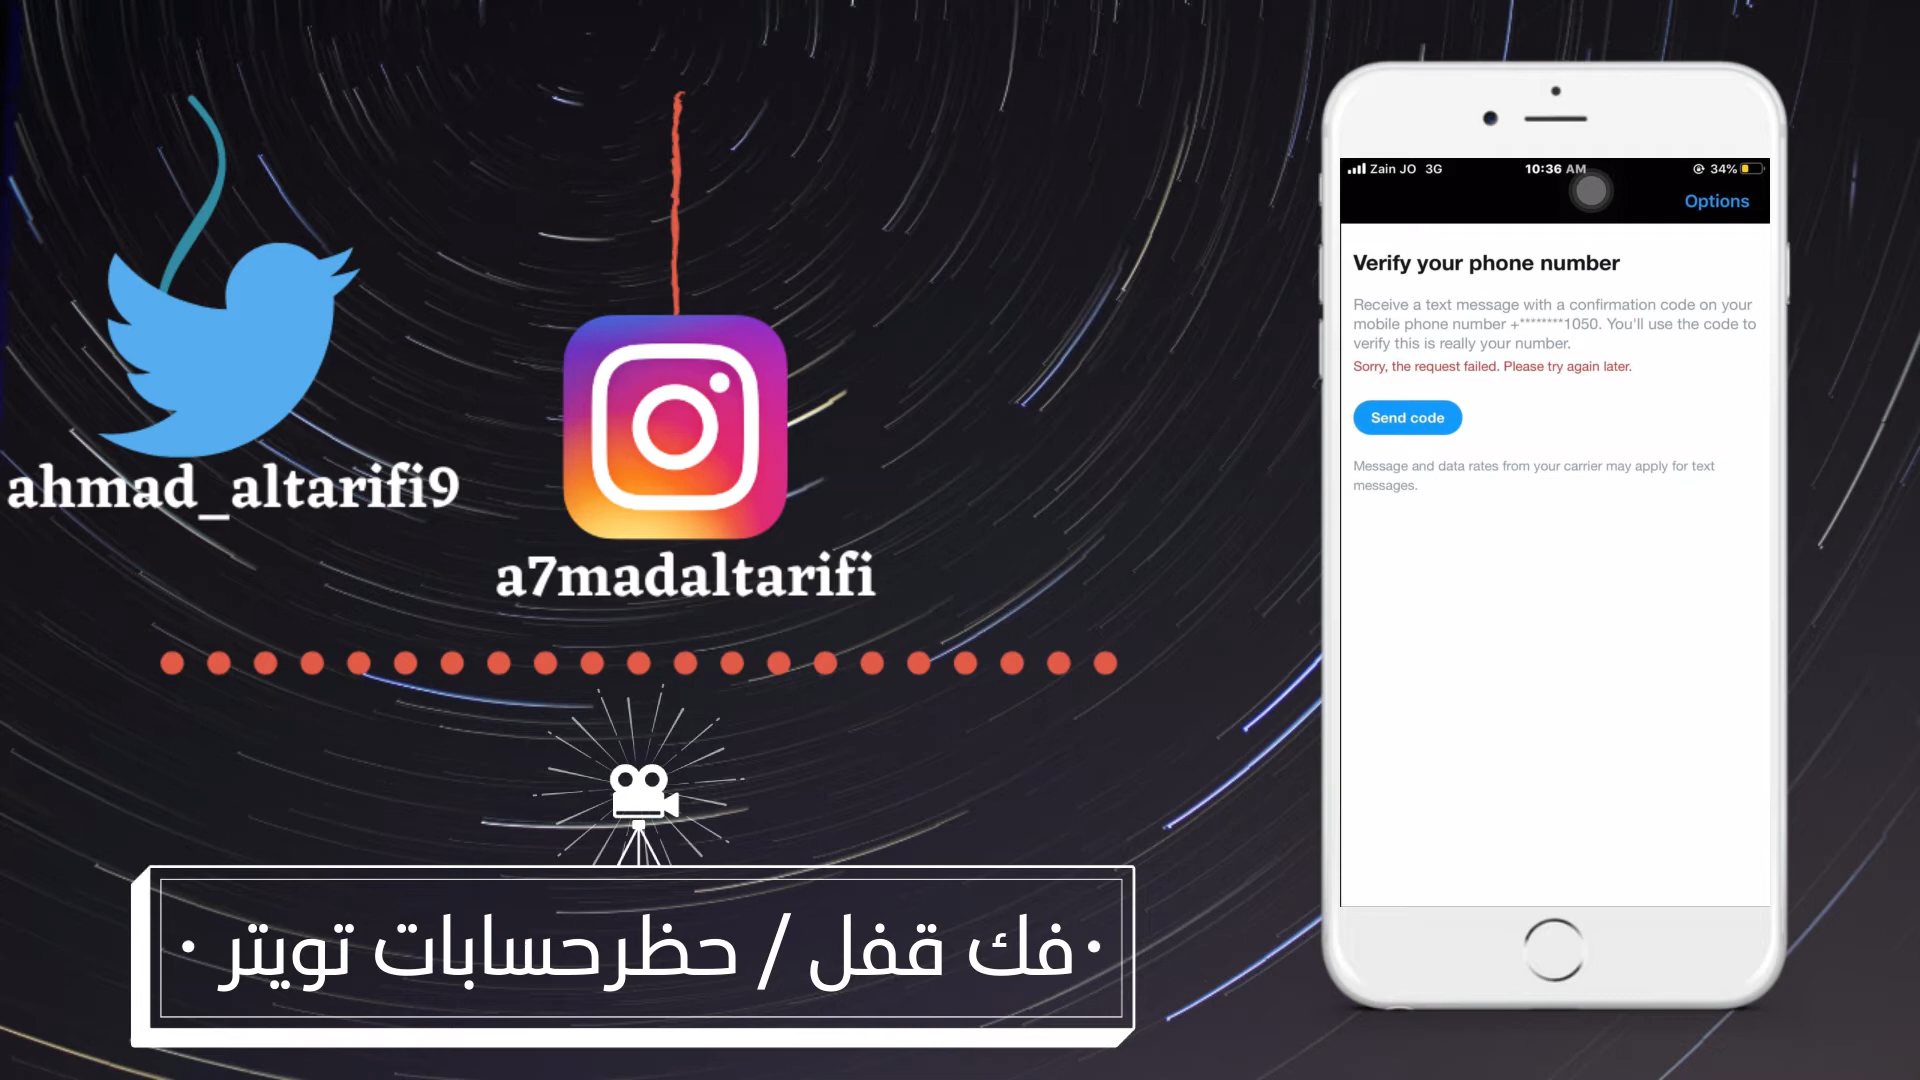 ahmad_altarifi9
a7madaltarifi
• فك قفل / حظرحسابات تويتر •
Zain JO 3G 10:36 AM 34%
Options
Verify your phone number
Receive a text message with a confirmation code on your
mobile phone number +********1050. You'll use the code to
verify this is really your number.
Sorry, the request failed. Please try again later.
Send code
Message and data rates from your carrier may apply for text
messages.